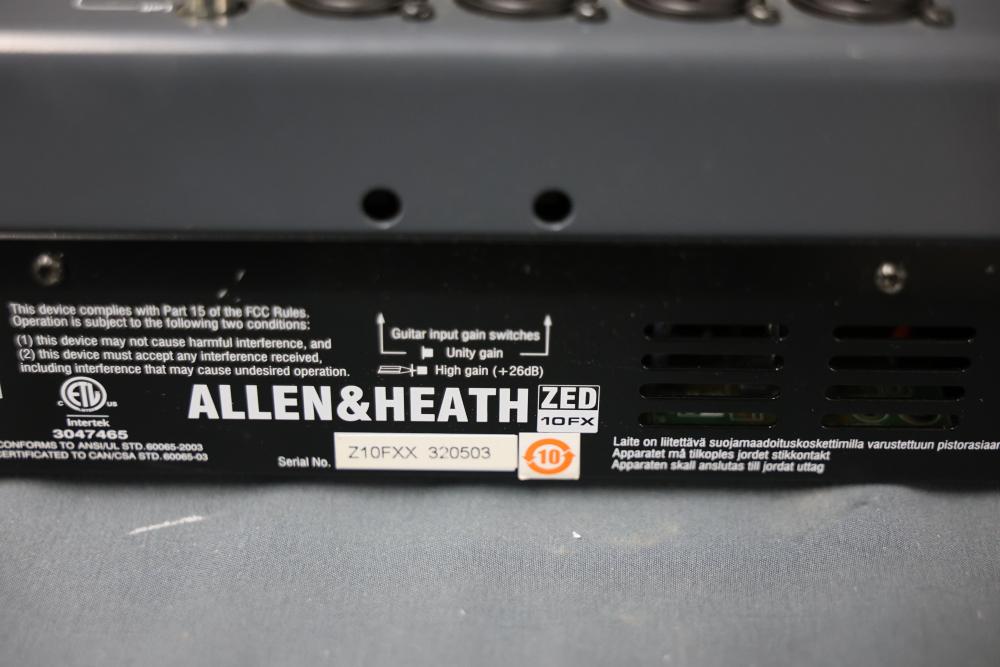 This device complies with Part 15 of the FCC Rules.
Operation is subject to the following two conditions:
(1) this device may not cause harmful interference, and
(2) this device must accept any interference received,
including interference that may cause undesired operation.
Guitar input gain switches
Unity gain
High gain (+26dB)
C ETL US
Intertek
3047465
CONFORMS TO ANSI/UL STD. 60065-2003
CERTIFIED TO CAN/CSA STD. 60065-03
ALLEN&HEATH
ZED
10FX
Serial No.
Z10FXX 320503
10
Laite on liitettävä suojamaadoituskoskettimilla varustettuun pistorasiaan
Apparatet må tilkoples jordet stikkontakt
Apparaten skall anslutas till jordat uttag